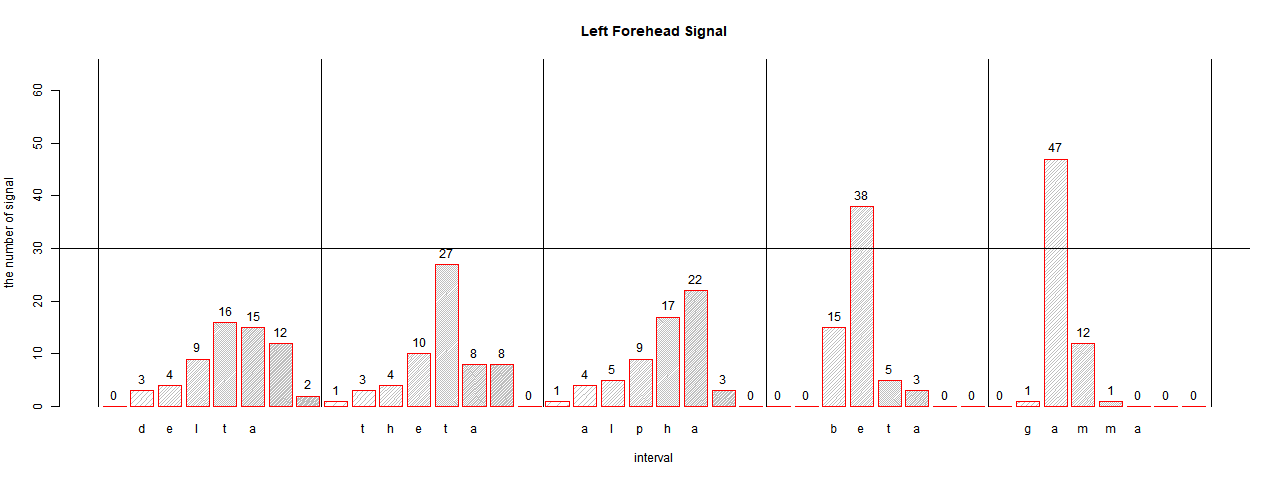 Left Forehead Signal
the number of signal
60
50
40
30
20
10
0
0 3 4 9 16 15 12 2 1 3 4 10 27 8 8 0 1 4 5 9 17 22 3 0 0 0 15 38 5 3 0 0 0 1 47 12 1 0 0 0
d e l t a t h e t a a l p h a b e t a g a m m a
interval